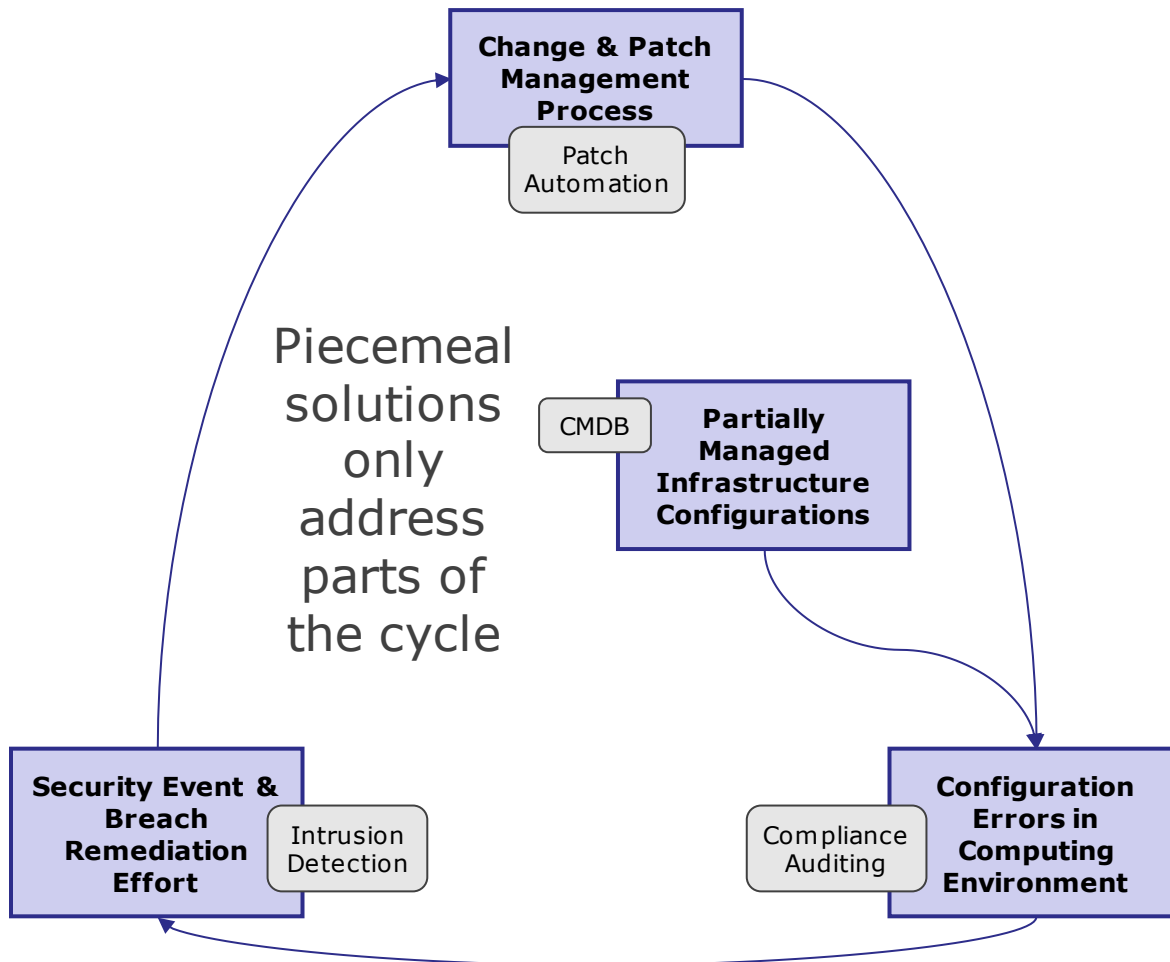 Change & Patch
Management
Process
Patch
Automation
Piecemeal
solutions
only
address
parts of
the cycle
CMDB
Partially
Managed
Infrastructure
Configurations
Security Event &
Breach
Remediation
Effort
Intrusion
Detection
Compliance
Auditing
Configuration
Errors in
Computing
Environment